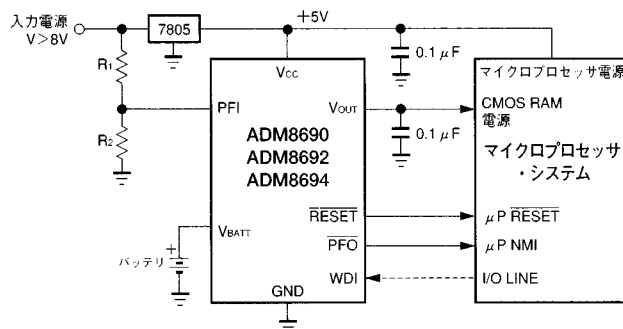 入力電源
V>8V
7805
+5V
0.1 μF
R1
R2
VCC
PFI
VOUT
0.1 μF
ADM8690
ADM8692
ADM8694
VBATT
バッテリ
+
RESET
PFO
WDI
GND
マイクロプロセッサ電源
CMOS RAM
電源
マイクロプロセッサ
・システム
μP RESET
μP NMI
I/O LINE